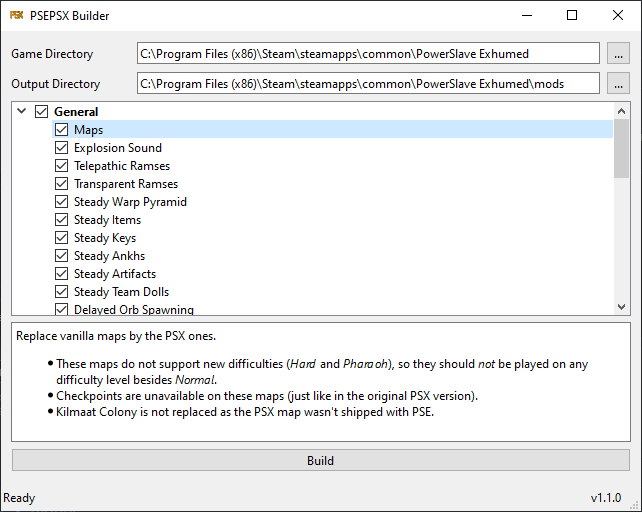 PSX PSEPSX Builder
Game Directory C:\Program Files (x86)\Steam\steamapps\common\PowerSlave Exhumed ...
Output Directory C:\Program Files (x86)\Steam\steamapps\common\PowerSlave Exhumed\mods ...
General
Maps
Explosion Sound
Telepathic Ramses
Transparent Ramses
Steady Warp Pyramid
Steady Items
Steady Keys
Steady Ankhs
Steady Artifacts
Steady Team Dolls
Delayed Orb Spawning
Replace vanilla maps by the PSX ones.
• These maps do not support new difficulties (Hard and Pharaoh), so they should not be played on any
difficulty level besides Normal.
• Checkpoints are unavailable on these maps (just like in the original PSX version).
• Kilmaat Colony is not replaced as the PSX map wasn't shipped with PSE.
Build
Ready v1.1.0